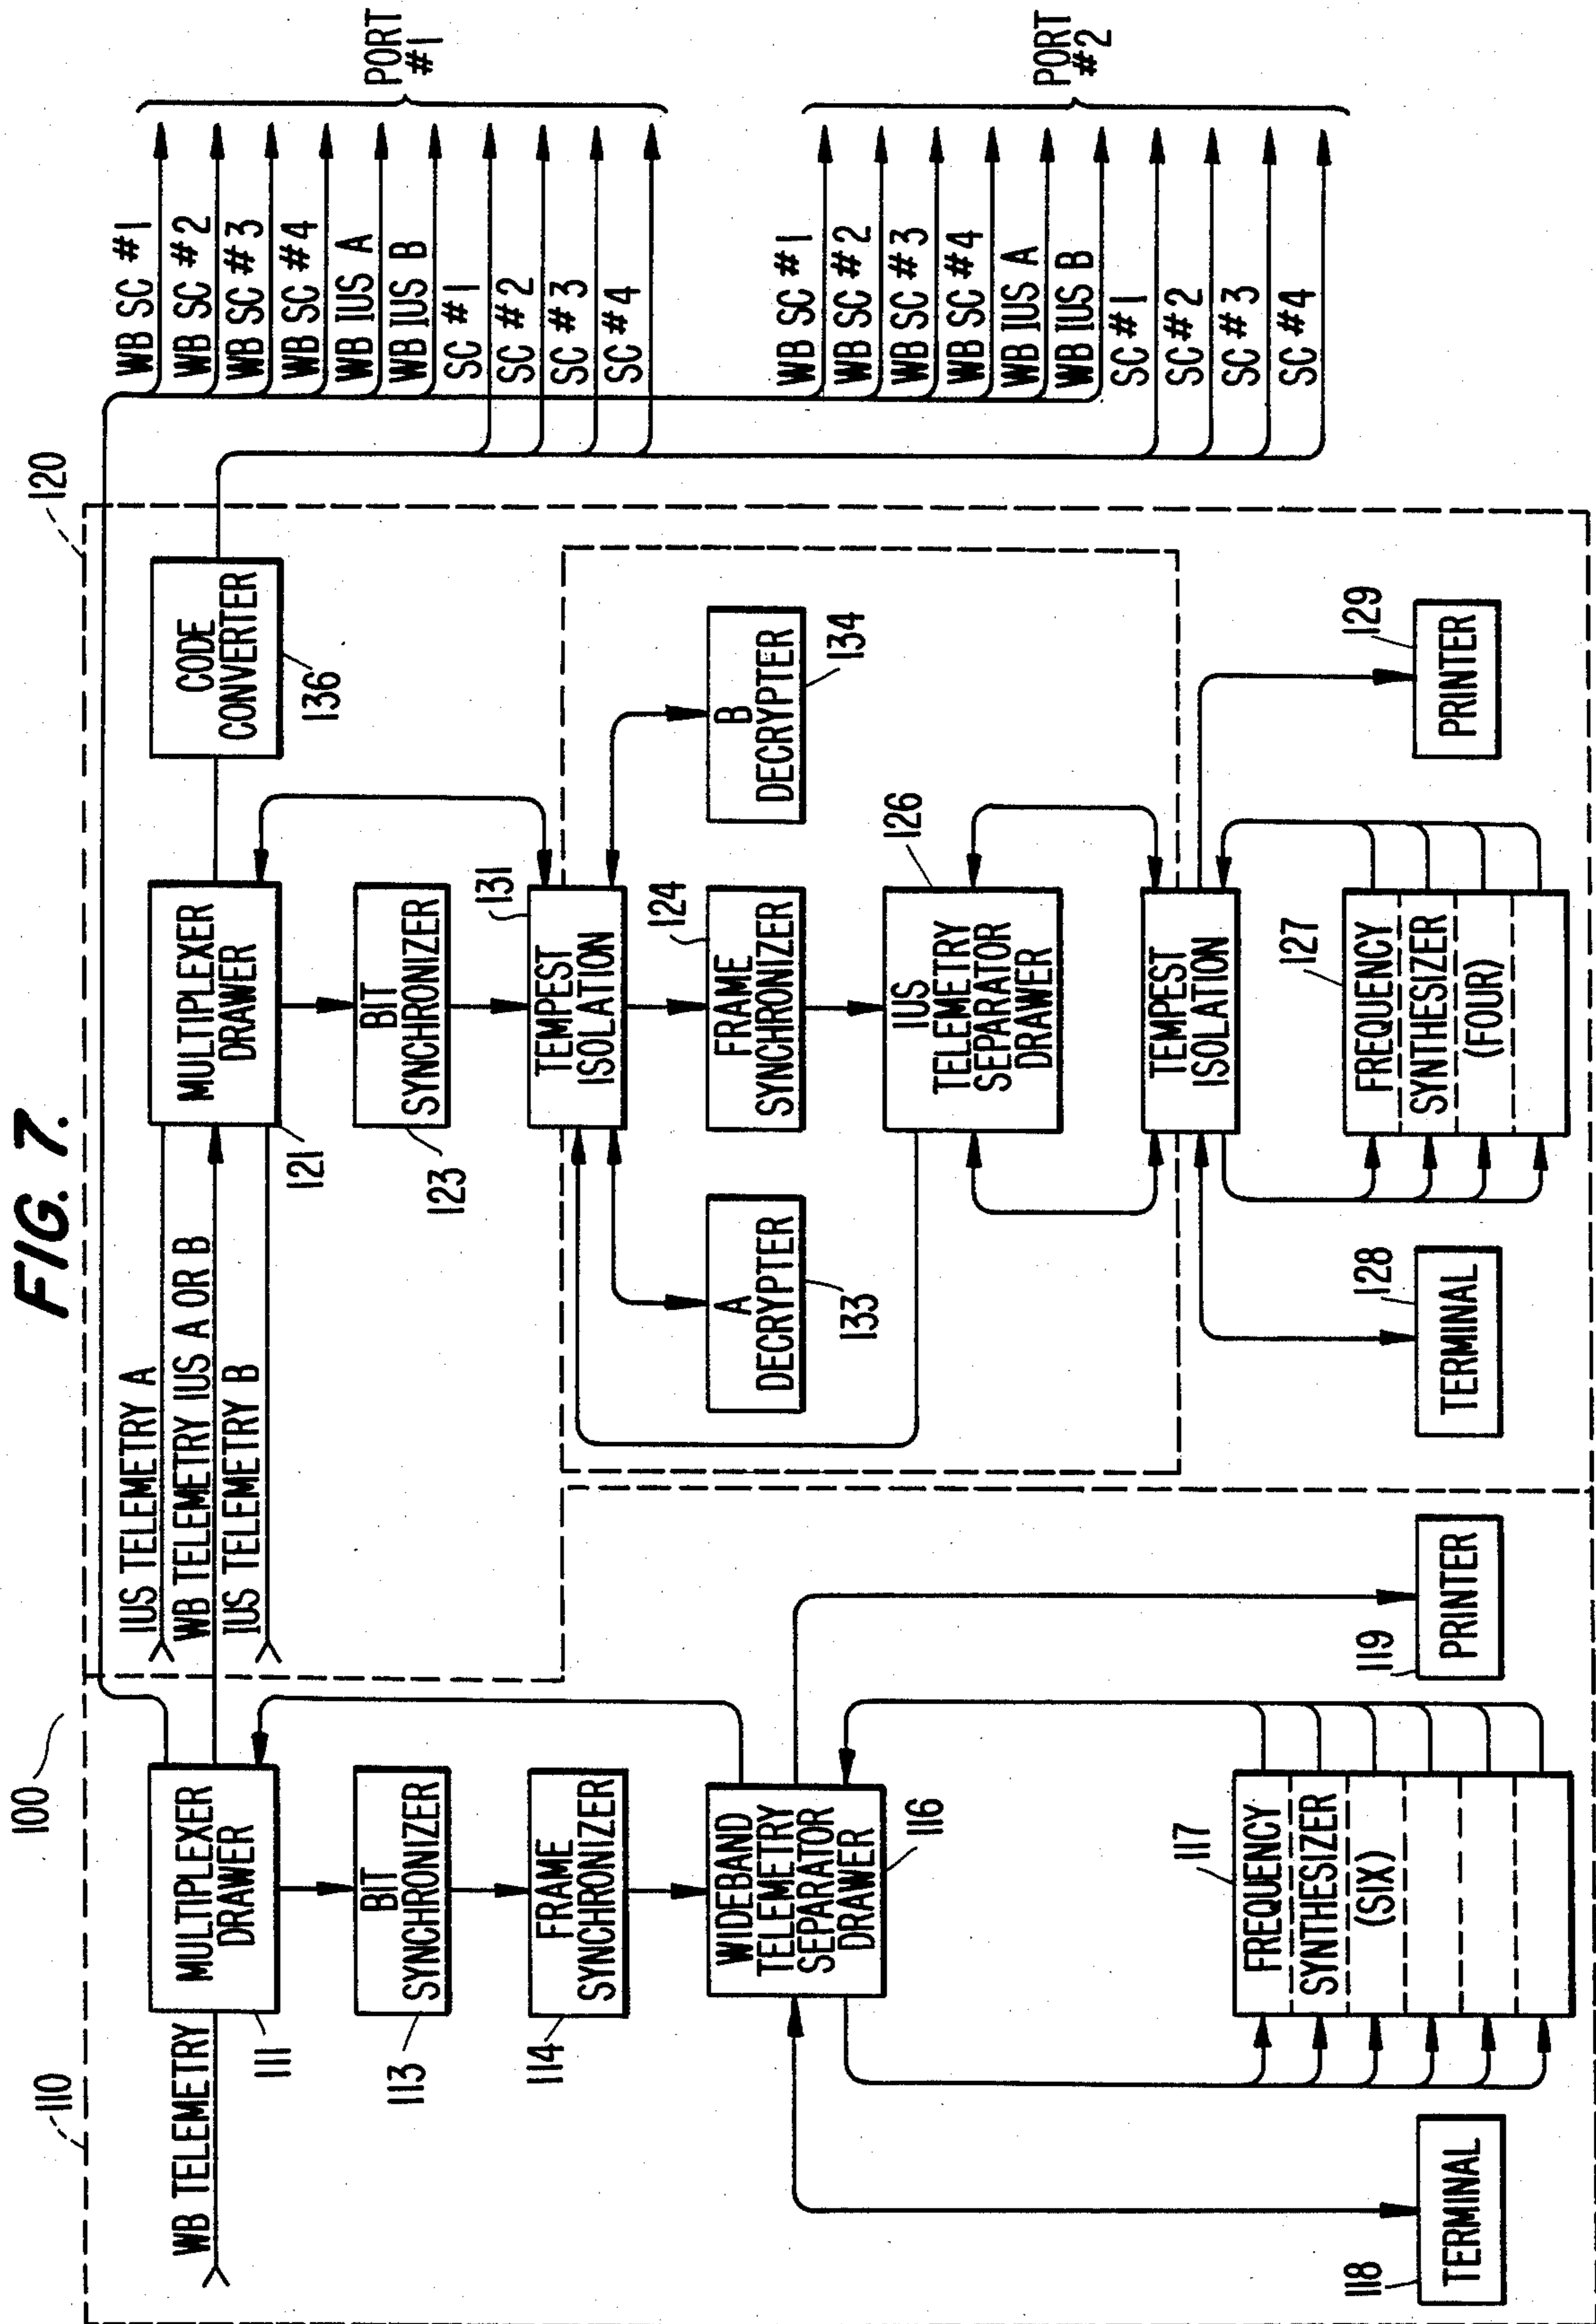 FIG. 7.
100
110
120
WB TELEMETRY
MULTIPLEXER
DRAWER
111
BIT
SYNCHRONIZER
113
FRAME
SYNCHRONIZER
114
WIDEBAND
TELEMETRY
SEPARATOR
DRAWER
116
117
FREQUENCY
SYNTHESIZER
(SIX)
118
TERMINAL
119
PRINTER
IUS TELEMETRY A
WB TELEMETRY IUS A OR B
IUS TELEMETRY B
MULTIPLEXER
DRAWER
121
CODE
CONVERTER
136
BIT
SYNCHRONIZER
123
131
TEMPEST
ISOLATION
A
DECRYPTER
133
124
FRAME
SYNCHRONIZER
B
DECRYPTER
134
126
IUS
TELEMETRY
SEPARATOR
DRAWER
TEMPEST
ISOLATION
127
FREQUENCY
SYNTHESIZER
(FOUR)
128
TERMINAL
129
PRINTER
WB SC #1
WB SC #2
WB SC #3
WB SC #4
WB IUS A
WB IUS B
SC #1
SC #2
SC #3
SC #4
PORT
#1
WB SC #1
WB SC #2
WB SC #3
WB SC #4
WB IUS A
WB IUS B
SC #1
SC #2
SC #3
SC #4
PORT
#2